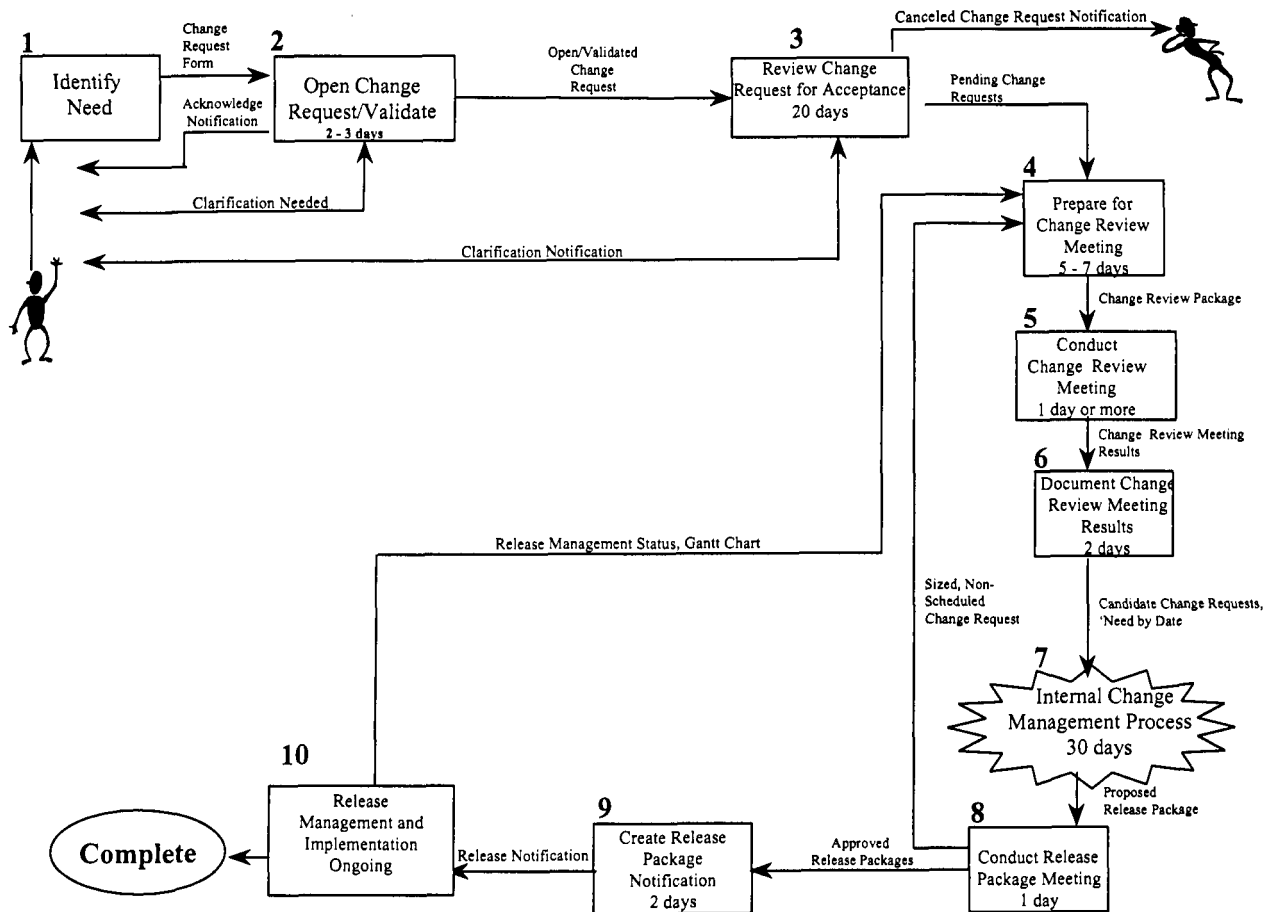 1
Identify
Need
Change
Request
Form
Acknowledge
Notification
2
Open Change
Request/Validate
2 - 3 days
Clarification Needed
Clarification Notification
Open/Validated
Change
Request
3
Review Change
Request for Acceptance
20 days
Canceled Change Request Notification
Pending Change
Requests
4
Prepare for
Change Review
Meeting
5 - 7 days
Change Review Package
5
Conduct
Change Review
Meeting
1 day or more
Change Review Meeting
Results
6
Document Change
Review Meeting
Results
2 days
Candidate Change Requests,
'Need by Date
7
Internal Change
Management Process
30 days
Proposed
Release Package
8
Conduct Release
Package Meeting
1 day
Sized, Non-
Scheduled
Change Request
Approved
Release Packages
9
Create Release
Package
Notification
2 days
Release Notification
10
Release
Management and
Implementation
Ongoing
Release Management Status, Gantt Chart
Complete